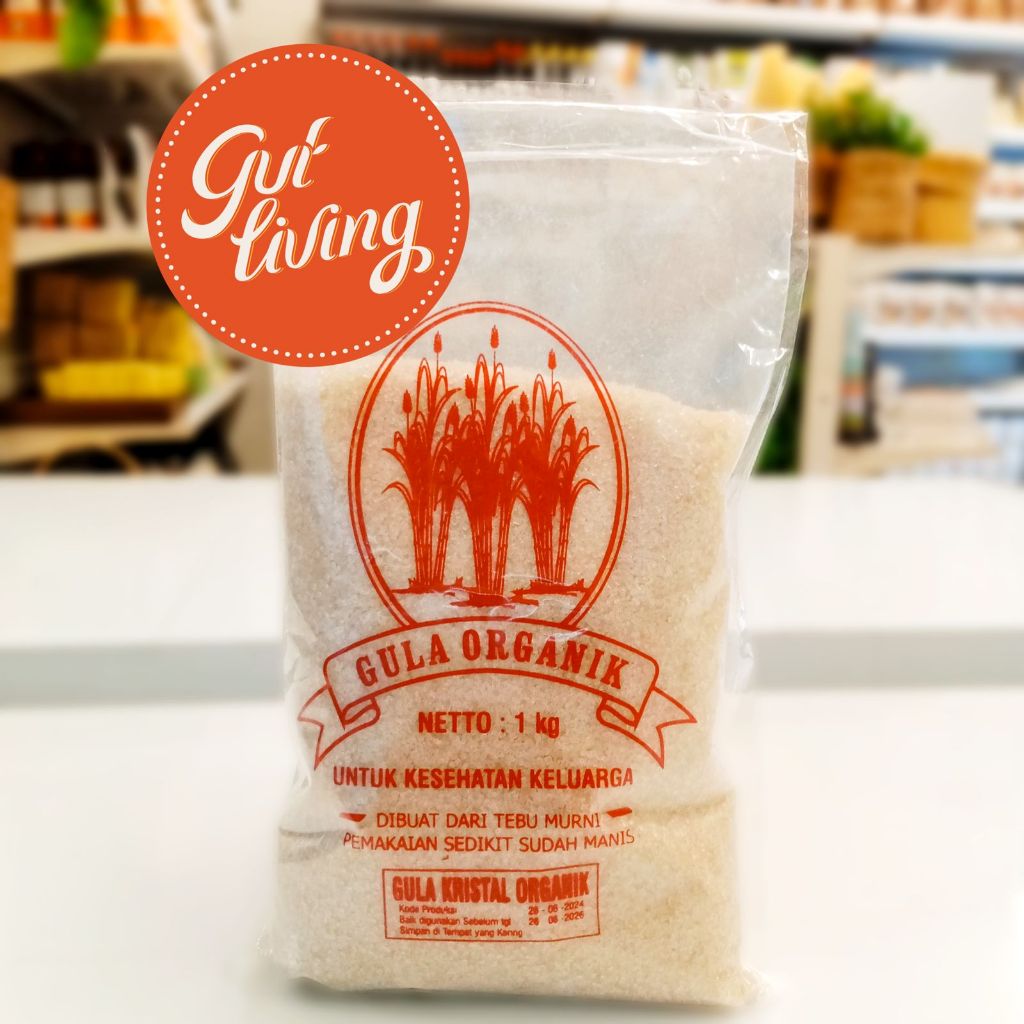 Gut
living
GULA ORGANIK
NETTO : 1 kg
UNTUK KESEHATAN KELUARGA
DIBUAT DARI TEBU MURNI
PEMAKAIAN SEDIKIT SUDAH MANIS
GULA KRISTAL ORGANIK
Kode Produksi 26 - 06 - 2024
Baik digunakan Sebelum tgl 26 06 - 2026
Simpan di Tempat yang Kering